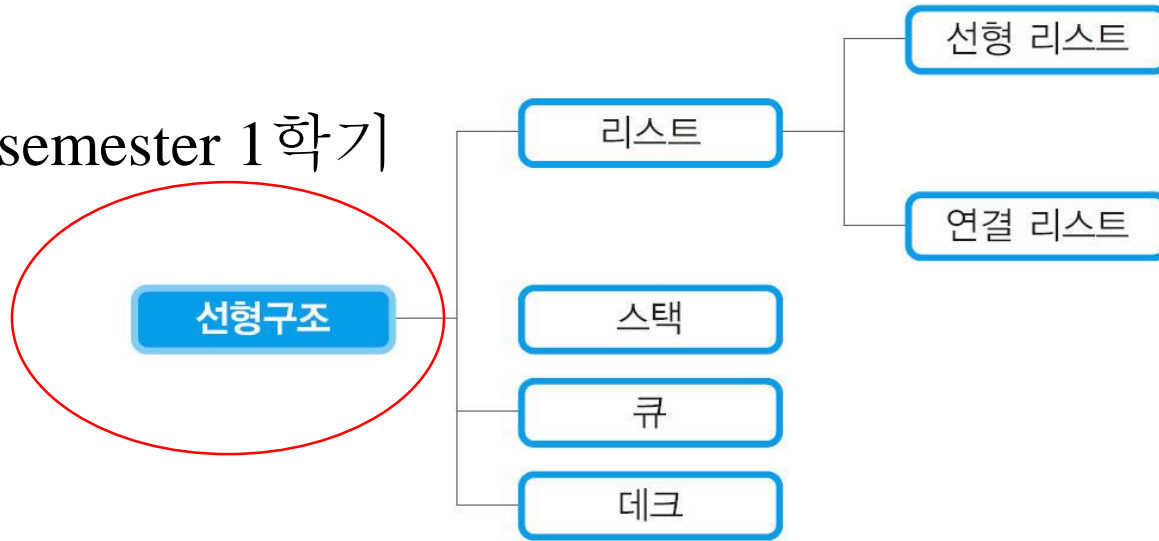 선형 리스트
semester 1학기
리스트
연결 리스트
선형구조
스택
큐
데크